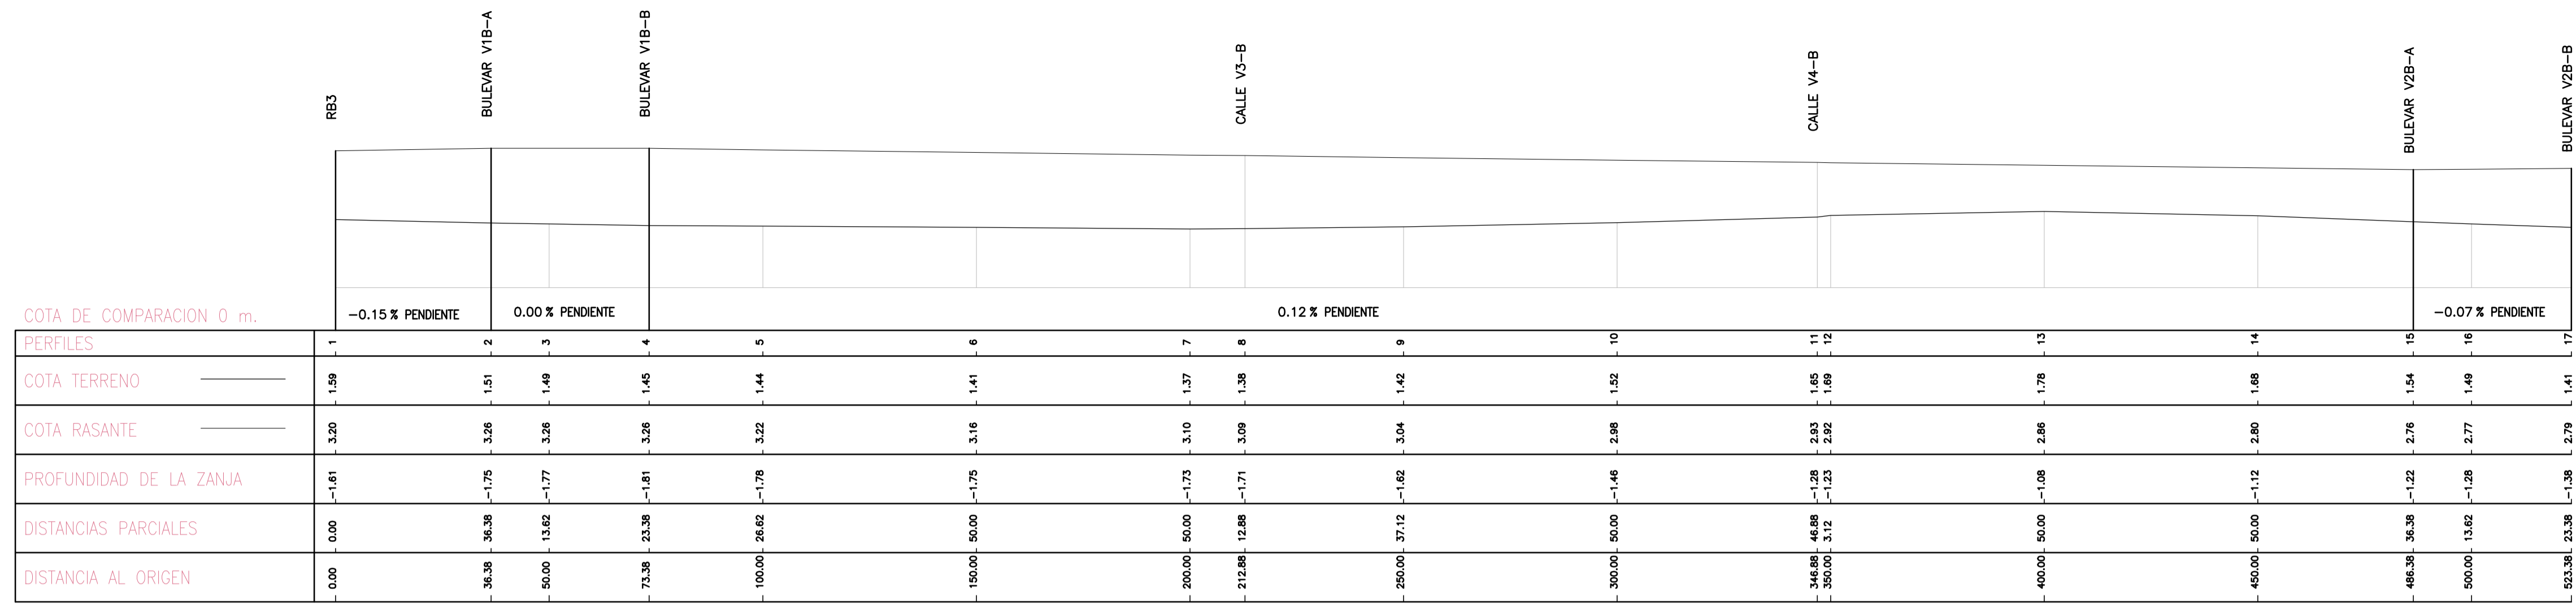 RB3
BULEVAR V1B-A
BULEVAR V1B-B
CALLE V3-B
CALLE V4-B
BULEVAR V2B-A
BULEVAR V2B-B
COTA DE COMPARACION 0 m.
-0.15 % PENDIENTE
0.00 % PENDIENTE
0.12 % PENDIENTE
-0.07 % PENDIENTE
PERFILES 1 2 3 4 5 6 7 8 9 10 11 12 13 14 15 16 17
COTA TERRENO 1.59 1.51 1.49 1.45 1.44 1.41 1.37 1.38 1.42 1.52 1.65 1.69 1.78 1.68 1.54 1.49 1.41
COTA RASANTE 3.20 3.26 3.26 3.26 3.22 3.16 3.10 3.09 3.04 2.98 2.93 2.92 2.86 2.80 2.76 2.77 2.79
PROFUNDIDAD DE LA ZANJA -1.61 -1.75 -1.77 -1.81 -1.78 -1.75 -1.73 -1.71 -1.62 -1.46 -1.28 -1.23 -1.08 -1.12 -1.22 -1.28 -1.38
DISTANCIAS PARCIALES 0.00 36.38 13.62 23.38 26.62 50.00 50.00 12.88 37.12 50.00 46.88 3.12 50.00 50.00 36.38 13.62 23.38
DISTANCIA AL ORIGEN 0.00 36.38 50.00 73.38 100.00 150.00 200.00 212.88 250.00 300.00 346.88 350.00 400.00 450.00 486.38 500.00 523.38